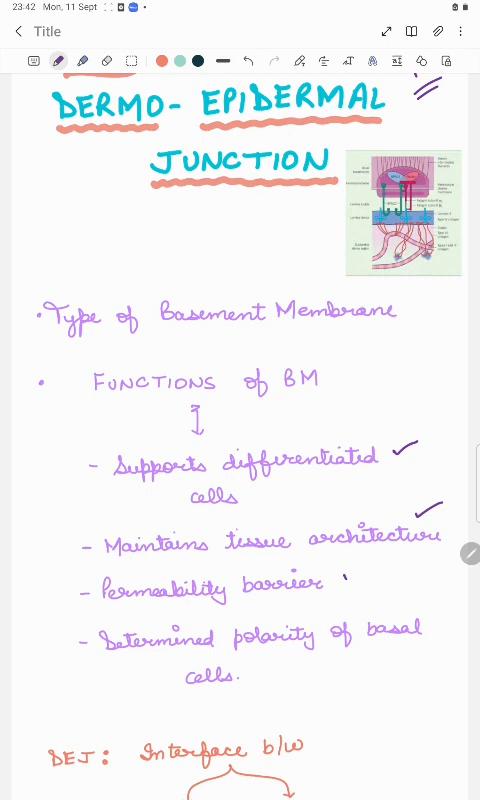 23:42 Mon, 11 Sept
Title
DERMO- EPIDERMAL
JUNCTION
• Type of Basement Membrane
• FUNCTIONS of BM
- Supports differentiated
cells
- Maintains tissue architecture
- Permeability barrier
- Determined polarity of basal
cells.
DEJ: Interface b/w